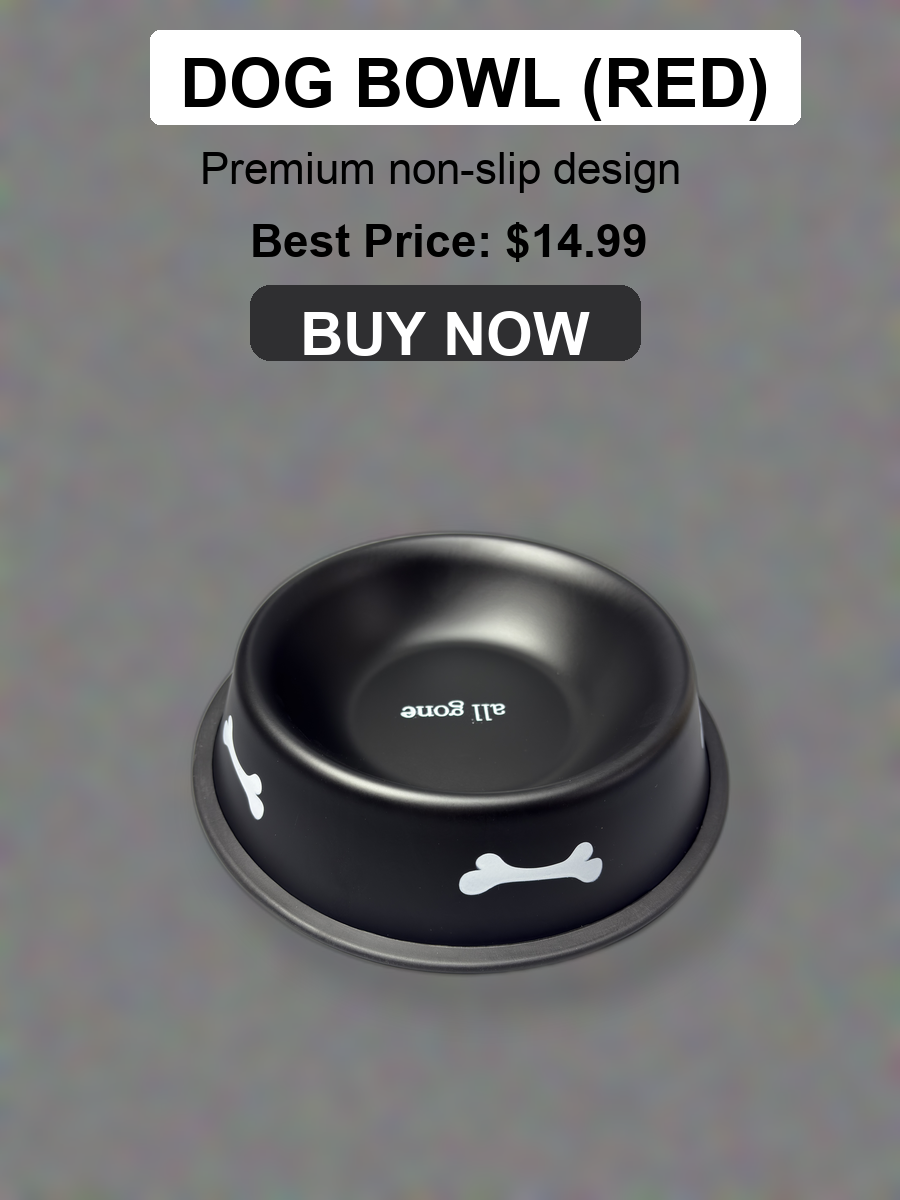 DOG BOWL (RED)
Premium non-slip design
Best Price: $14.99
BUY NOW
all gone